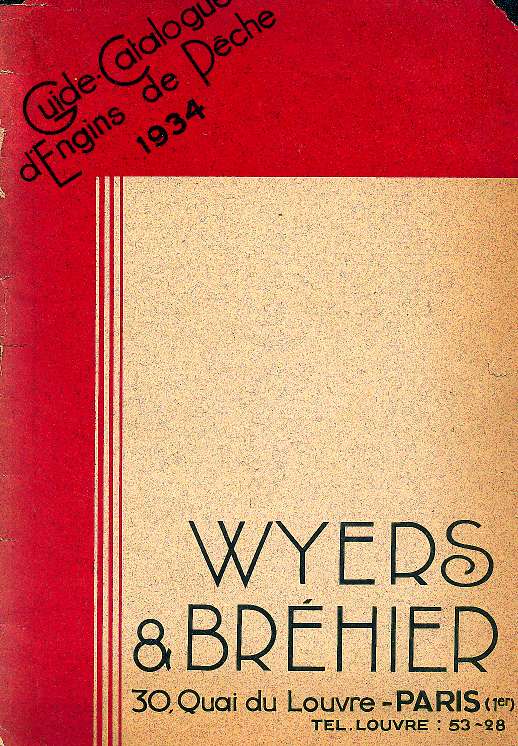 Guide-Catalogue
d'Engins de Pêche
1934
WYERS
& BRÉHIER
30, Quai du Louvre - PARIS (1er)
TEL. LOUVRE : 53-28